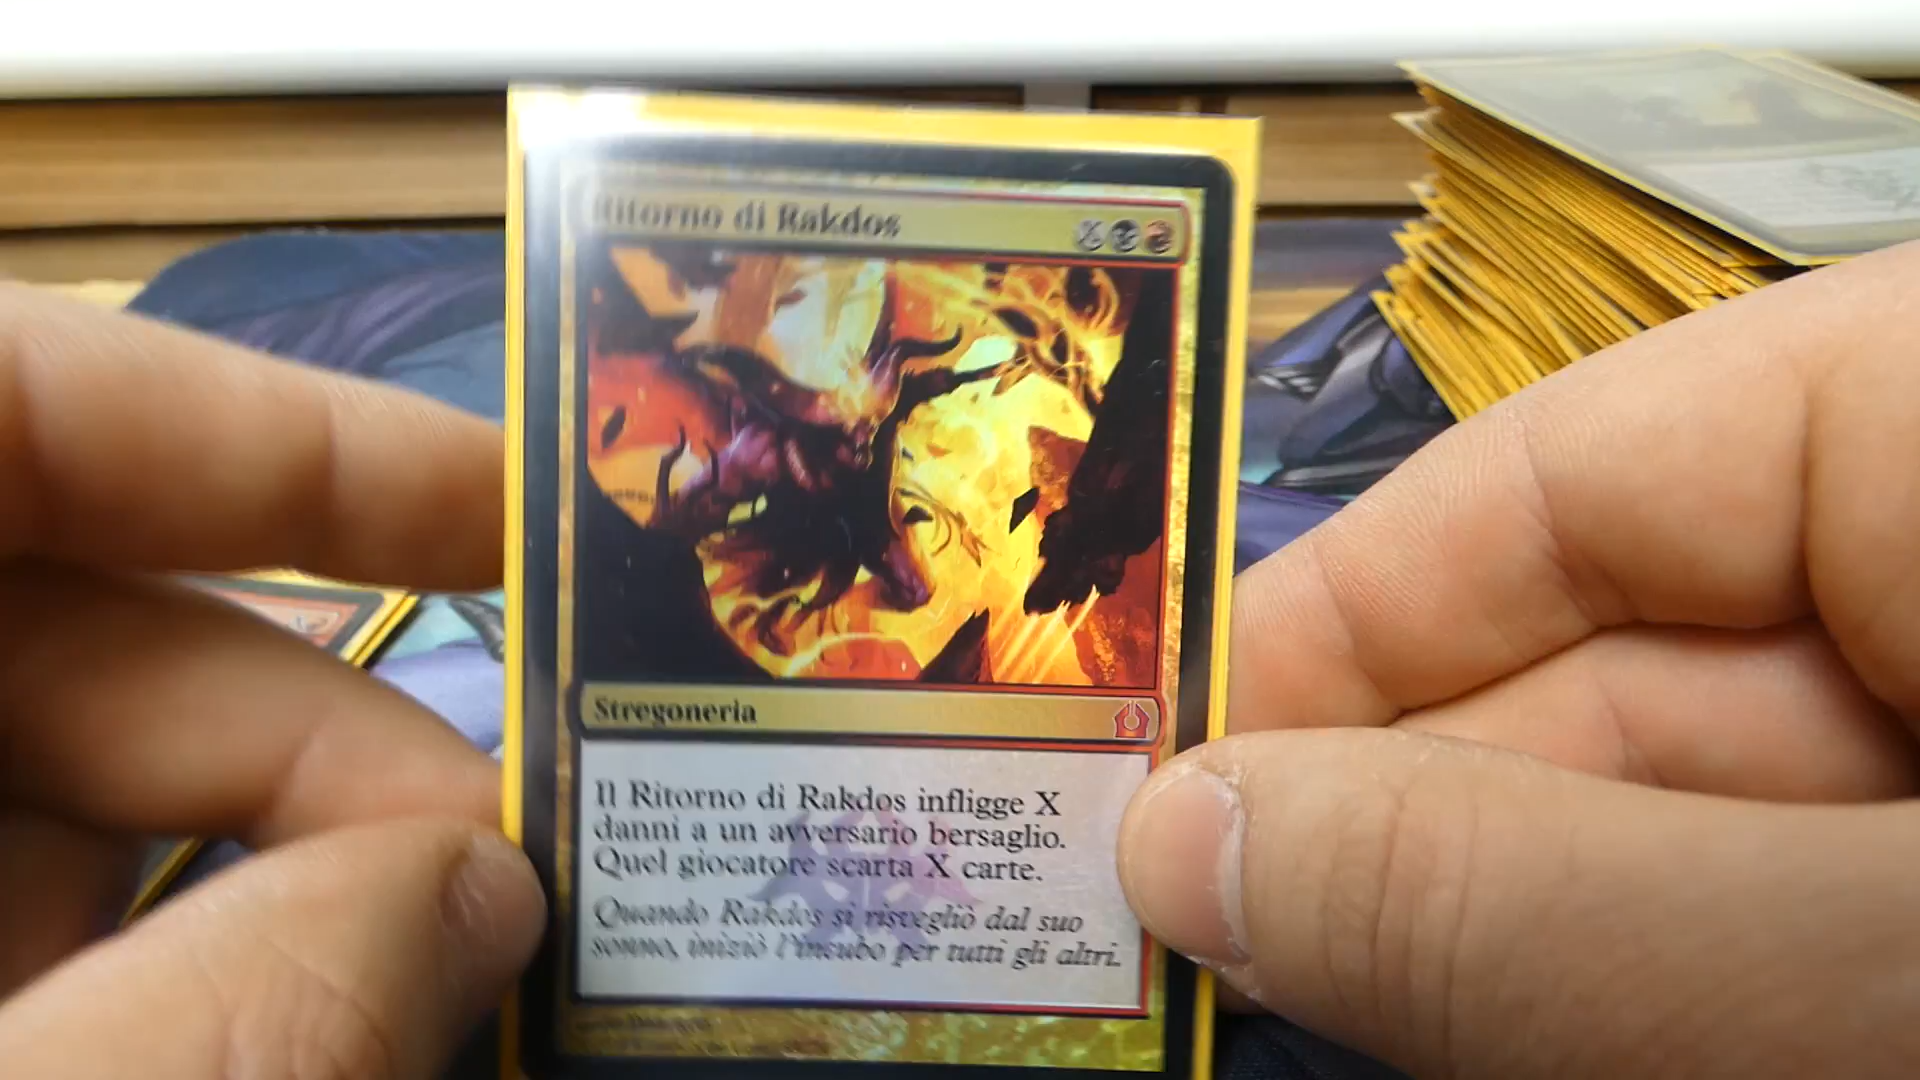 Ritorno di Rakdos X
Stregoneria
Il Ritorno di Rakdos infligge X
danni a un avversario bersaglio.
Quel giocatore scarta X carte.
Quando Rakdos si risvegliò dal suo
sonno, iniziò l'incubo per tutti gli altri.